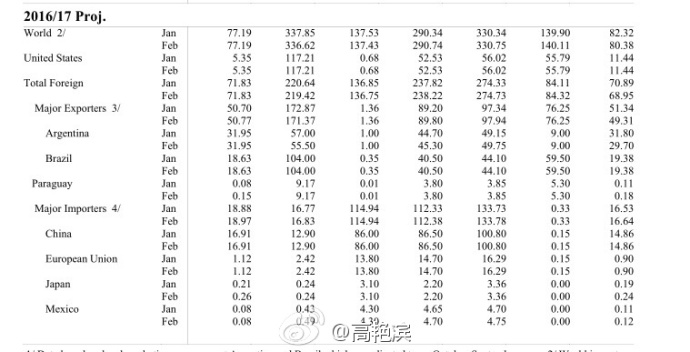 2016/17 Proj.
World 2/ Jan 77.19 337.85 137.53 290.34 330.34 139.90 82.32
Feb 77.19 336.62 137.43 290.74 330.75 140.11 80.38
United States Jan 5.35 117.21 0.68 52.53 56.02 55.79 11.44
Feb 5.35 117.21 0.68 52.53 56.02 55.79 11.44
Total Foreign Jan 71.83 220.64 136.85 237.82 274.33 84.11 70.89
Feb 71.83 219.42 136.75 238.22 274.73 84.32 68.95
Major Exporters 3/ Jan 50.70 172.87 1.36 89.20 97.34 76.25 51.34
Feb 50.77 171.37 1.36 89.80 97.94 76.25 49.31
Argentina Jan 31.95 57.00 1.00 44.70 49.15 9.00 31.80
Feb 31.95 55.50 1.00 45.30 49.75 9.00 29.70
Brazil Jan 18.63 104.00 0.35 40.50 44.10 59.50 19.38
Feb 18.63 104.00 0.35 40.50 44.10 59.50 19.38
Paraguay Jan 0.08 9.17 0.01 3.80 3.85 5.30 0.11
Feb 0.15 9.17 0.01 3.80 3.85 5.30 0.18
Major Importers 4/ Jan 18.88 16.77 114.94 112.33 133.73 0.33 16.53
Feb 18.97 16.83 114.94 112.38 133.78 0.33 16.64
China Jan 16.91 12.90 86.00 86.50 100.80 0.15 14.86
Feb 16.91 12.90 86.00 86.50 100.80 0.15 14.86
European Union Jan 1.12 2.42 13.80 14.70 16.29 0.15 0.90
Feb 1.12 2.42 13.80 14.70 16.29 0.15 0.90
Japan Jan 0.21 0.24 3.10 2.20 3.36 0.00 0.19
Feb 0.26 0.24 3.10 2.20 3.36 0.00 0.24
Mexico Jan 0.08 0.42 4.30 4.65 4.70 0.00 0.11
Feb 0.08 0.49 4.30 4.70 4.75 0.00 0.12
@高艳滨